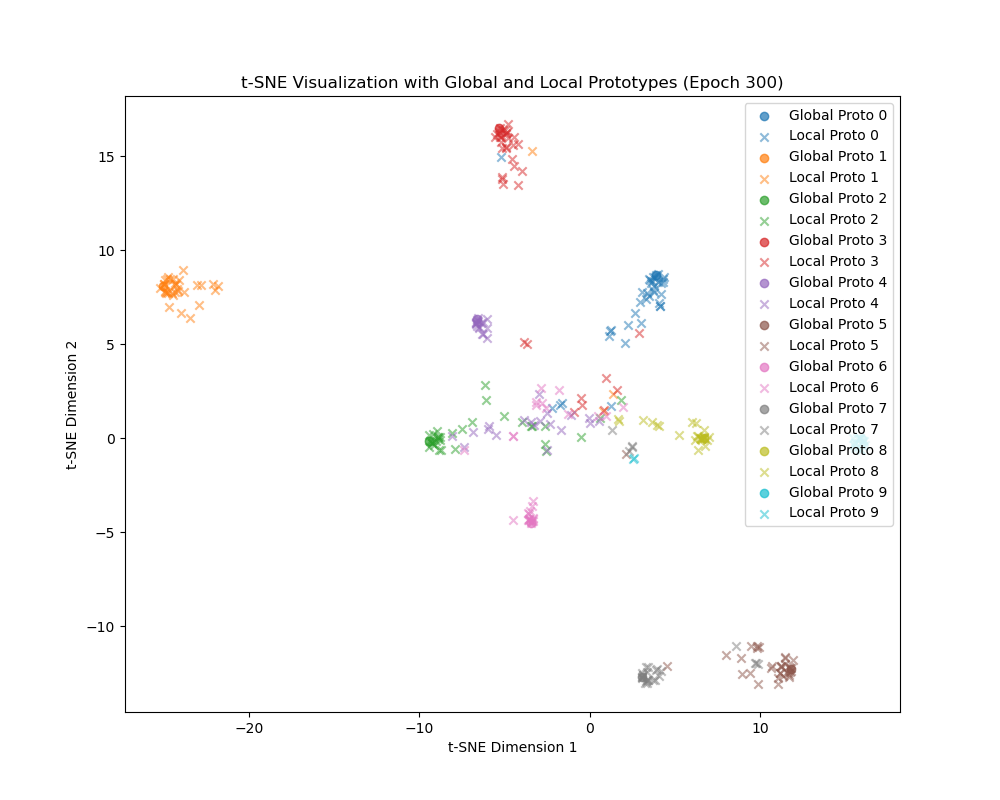 t-SNE Visualization with Global and Local Prototypes (Epoch 300)
Global Proto 0
Local Proto 0
Global Proto 1
Local Proto 1
Global Proto 2
Local Proto 2
Global Proto 3
Local Proto 3
Global Proto 4
Local Proto 4
Global Proto 5
Local Proto 5
Global Proto 6
Local Proto 6
Global Proto 7
Local Proto 7
Global Proto 8
Local Proto 8
Global Proto 9
Local Proto 9
15
10
5
0
−5
−10
t-SNE Dimension 2
−20
−10
0
10
t-SNE Dimension 1